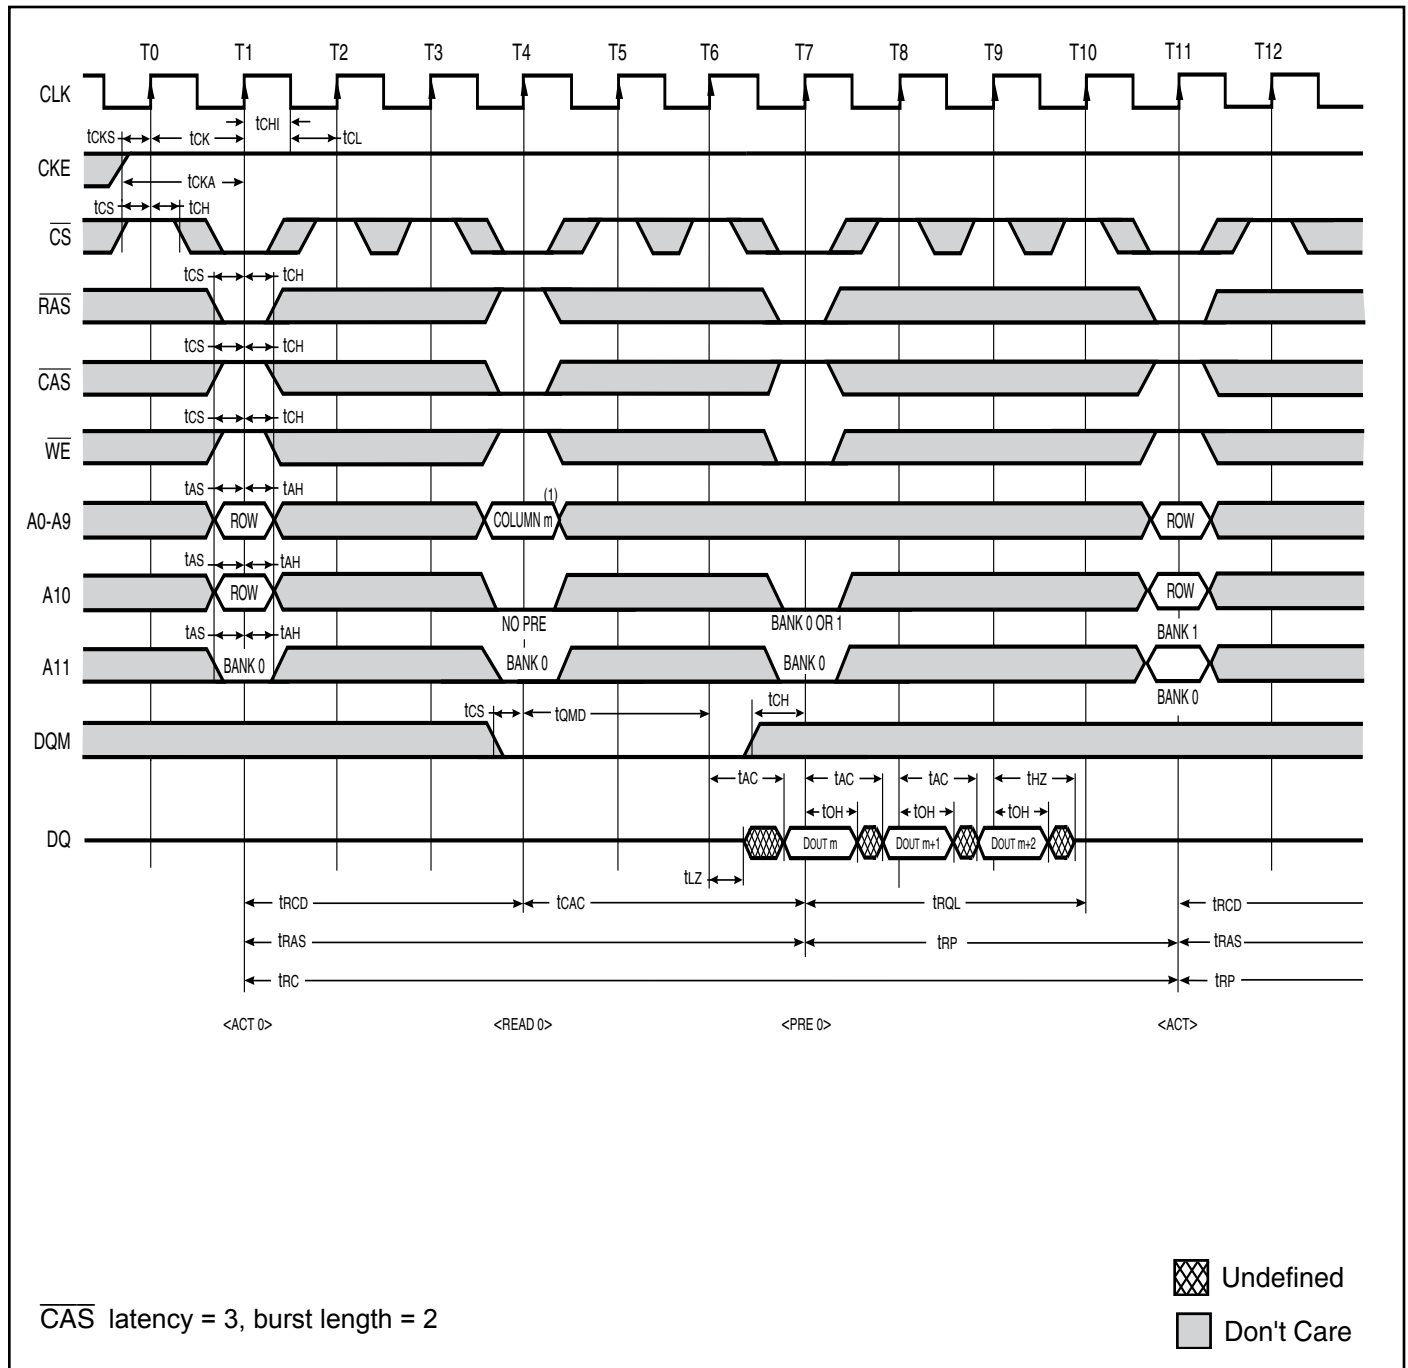 T0 T1 T2 T3 T4 T5 T6 T7 T8 T9 T10 T11 T12
CLK
tCHI
tCKS tCK tCL
CKE
tCKA
tCS tCH
CS
tCS tCH
RAS
tCS tCH
CAS
tCS tCH
WE
tAS tAH
(1)
A0-A9 ROW COLUMN m ROW
tAS tAH
A10 ROW ROW
NO PRE BANK 0 OR 1
tAS tAH BANK 1
A11 BANK 0 BANK 0 BANK 0
BANK 0
tCH
tCS tQMD
DQM
tAC tAC tAC tHZ
tOH tOH tOH
DQ DOUT m DOUT m+1 DOUT m+2
tLZ
tRCD tCAC tRQL tRCD
tRAS tRP tRAS
tRC tRP
<ACT 0> <READ 0> <PRE 0> <ACT>
Undefined
CAS latency = 3, burst length = 2
Don't Care